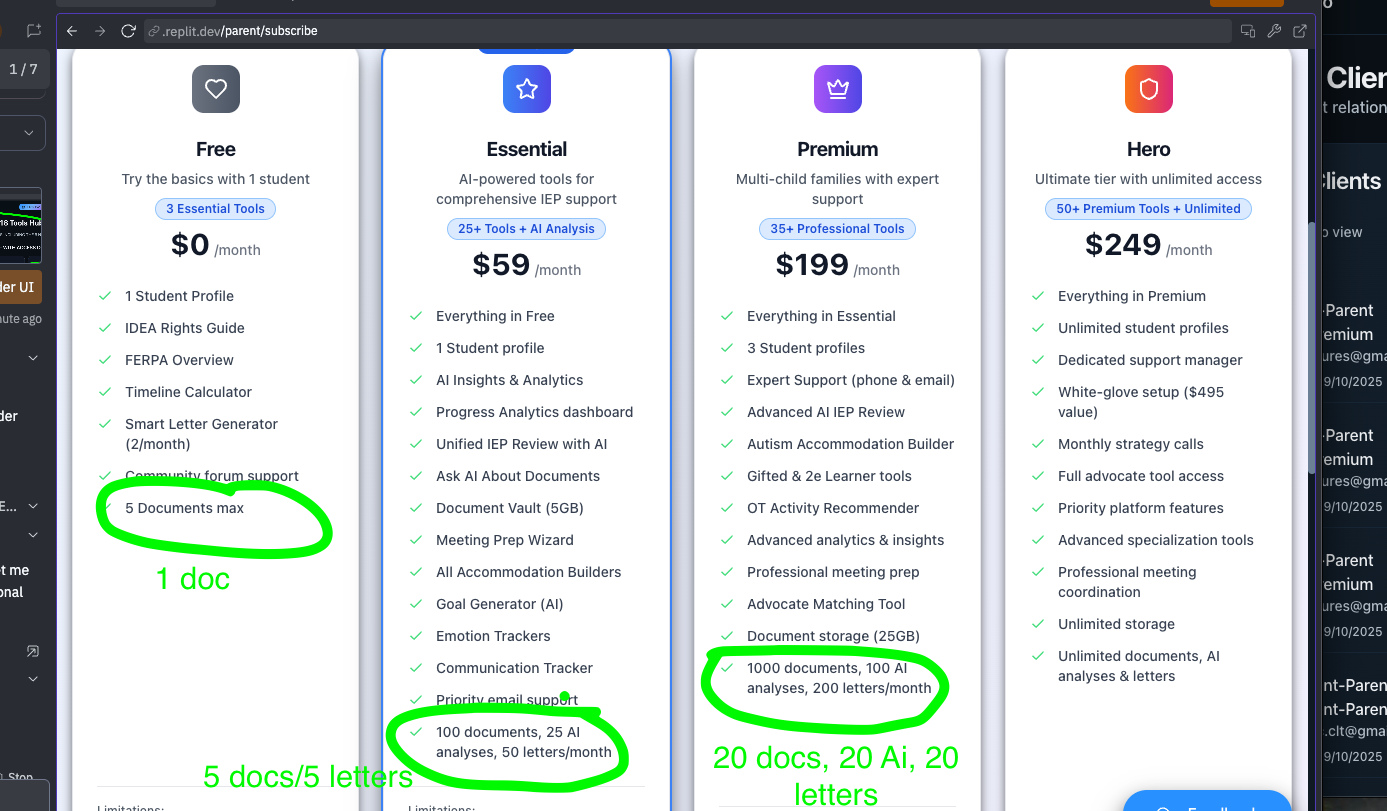 .replit.dev/parent/subscribe
1 / 7
der UI
nute ago
der
E...
t me
onal
Stop
Free
Try the basics with 1 student
3 Essential Tools
$0 /month
1 Student Profile
IDEA Rights Guide
FERPA Overview
Timeline Calculator
Smart Letter Generator
(2/month)
Community forum support
5 Documents max
1 doc
Limitations:
Essential
AI-powered tools for
comprehensive IEP support
25+ Tools + AI Analysis
$59 /month
Everything in Free
1 Student profile
AI Insights & Analytics
Progress Analytics dashboard
Unified IEP Review with AI
Ask AI About Documents
Document Vault (5GB)
Meeting Prep Wizard
All Accommodation Builders
Goal Generator (AI)
Emotion Trackers
Communication Tracker
Priority email support
100 documents, 25 AI
analyses, 50 letters/month
5 docs/5 letters
Limitations:
Premium
Multi-child families with expert
support
35+ Professional Tools
$199 /month
Everything in Essential
3 Student profiles
Expert Support (phone & email)
Advanced AI IEP Review
Autism Accommodation Builder
Gifted & 2e Learner tools
OT Activity Recommender
Advanced analytics & insights
Professional meeting prep
Advocate Matching Tool
Document storage (25GB)
1000 documents, 100 AI
analyses, 200 letters/month
20 docs, 20 Ai, 20
letters
Hero
Ultimate tier with unlimited access
50+ Premium Tools + Unlimited
$249 /month
Everything in Premium
Unlimited student profiles
Dedicated support manager
White-glove setup ($495
value)
Monthly strategy calls
Full advocate tool access
Priority platform features
Advanced specialization tools
Professional meeting
coordination
Unlimited storage
Unlimited documents, AI
analyses & letters
Feedback
Clien
t relation
Clients
o view
-Parent
remium
ures@gma
9/10/2025
-Parent
remium
ures@gma
9/10/2025
-Parent
remium
ures@gma
9/10/2025
nt-Paren
nt-Paren
.clt@gma
9/10/2025